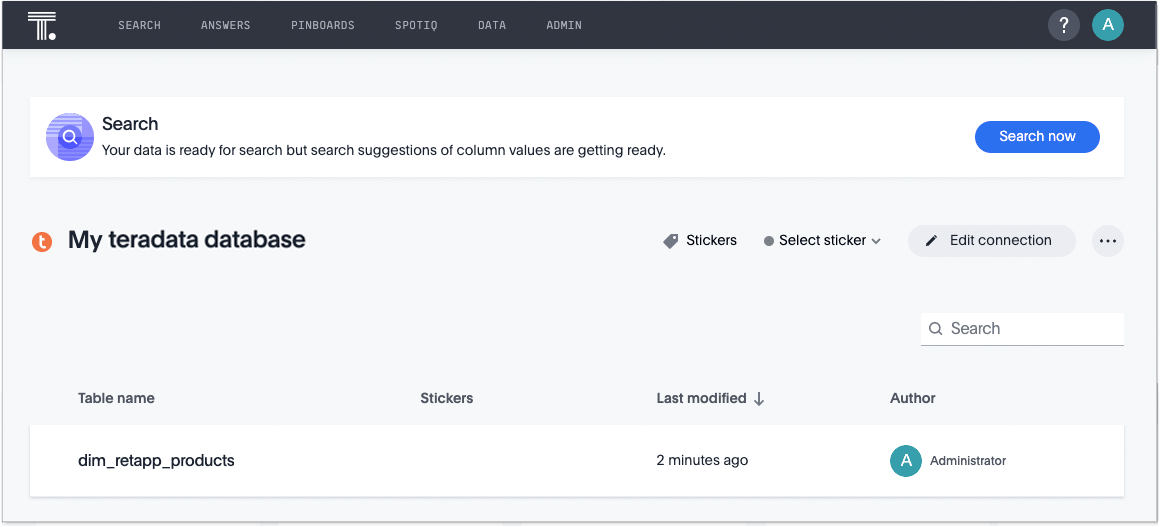 T. SEARCH ANSWERS PINBOARDS SPOTIQ DATA ADMIN ? A
Search
Your data is ready for search but search suggestions of column values are getting ready.
Search now
t My teradata database Stickers Select sticker Edit connection ...
Search
Table name Stickers Last modified ↓ Author
dim_retapp_products 2 minutes ago A Administrator